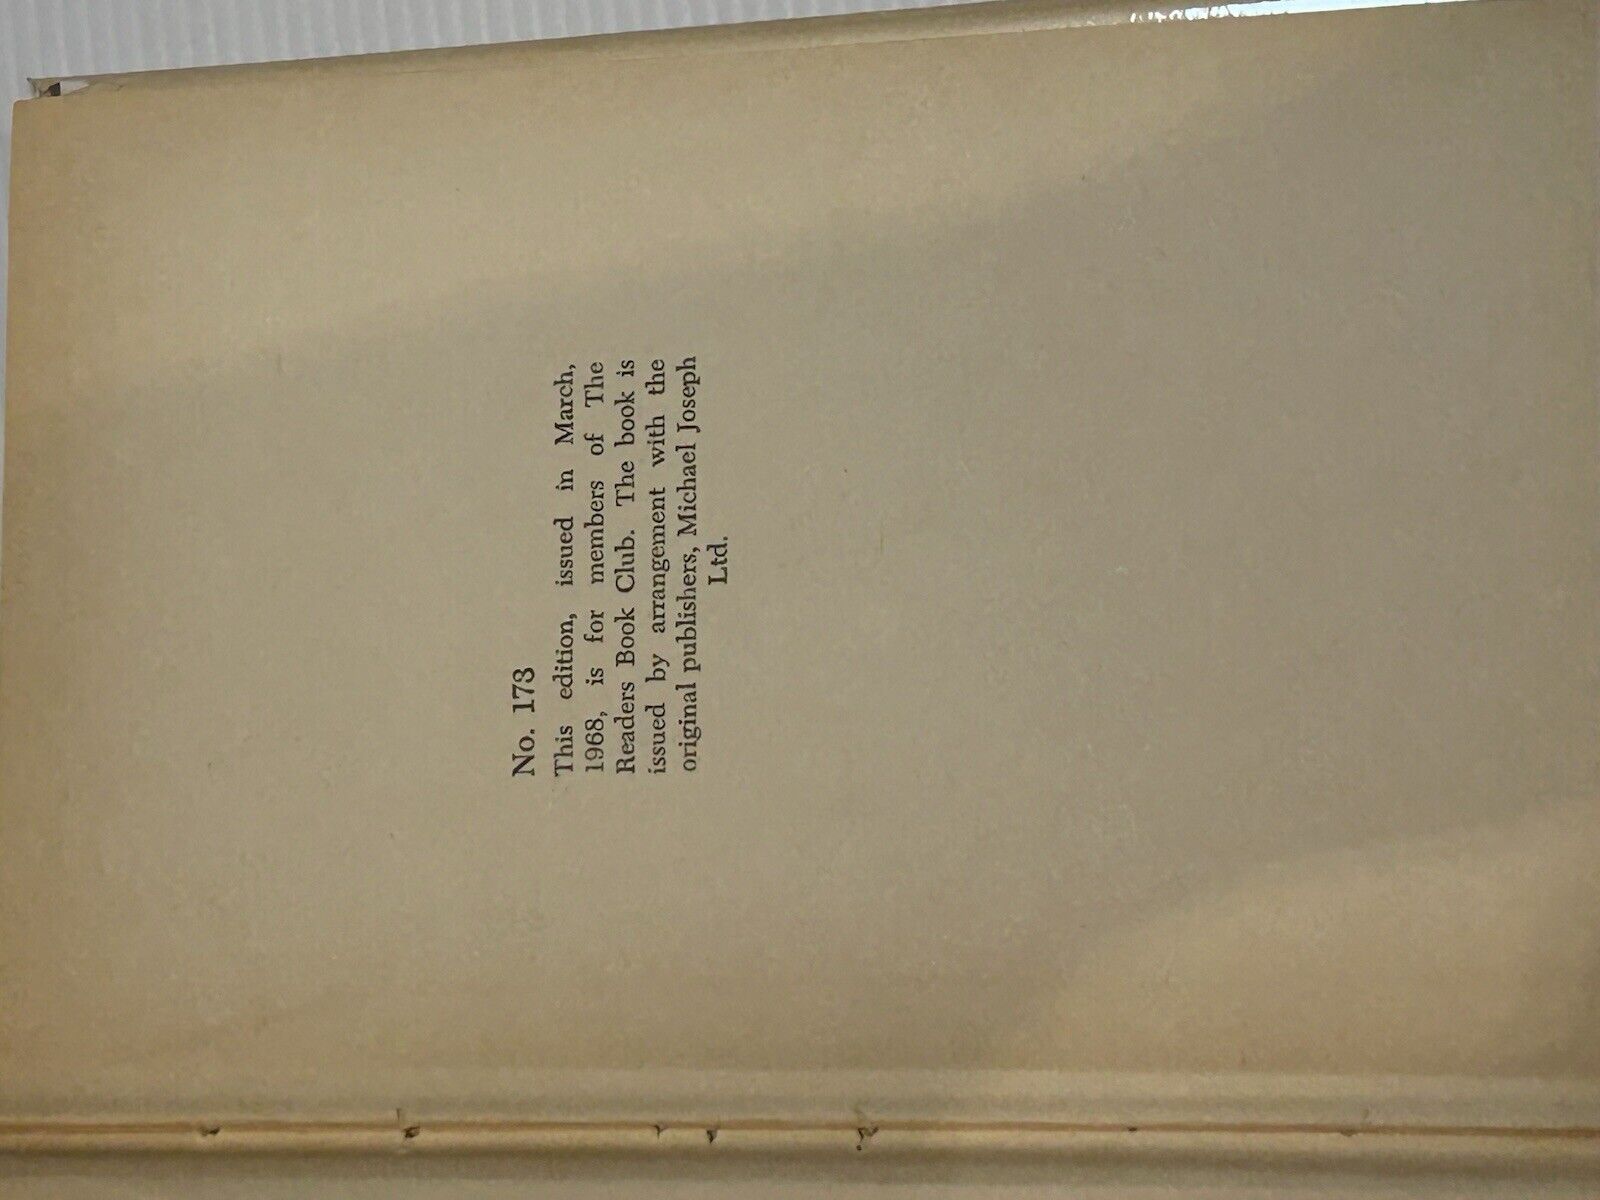 No. 173
This edition, issued in March,
1968, is for members of The
Readers Book Club. The book is
issued by arrangement with the
original publishers, Michael Joseph
Ltd.